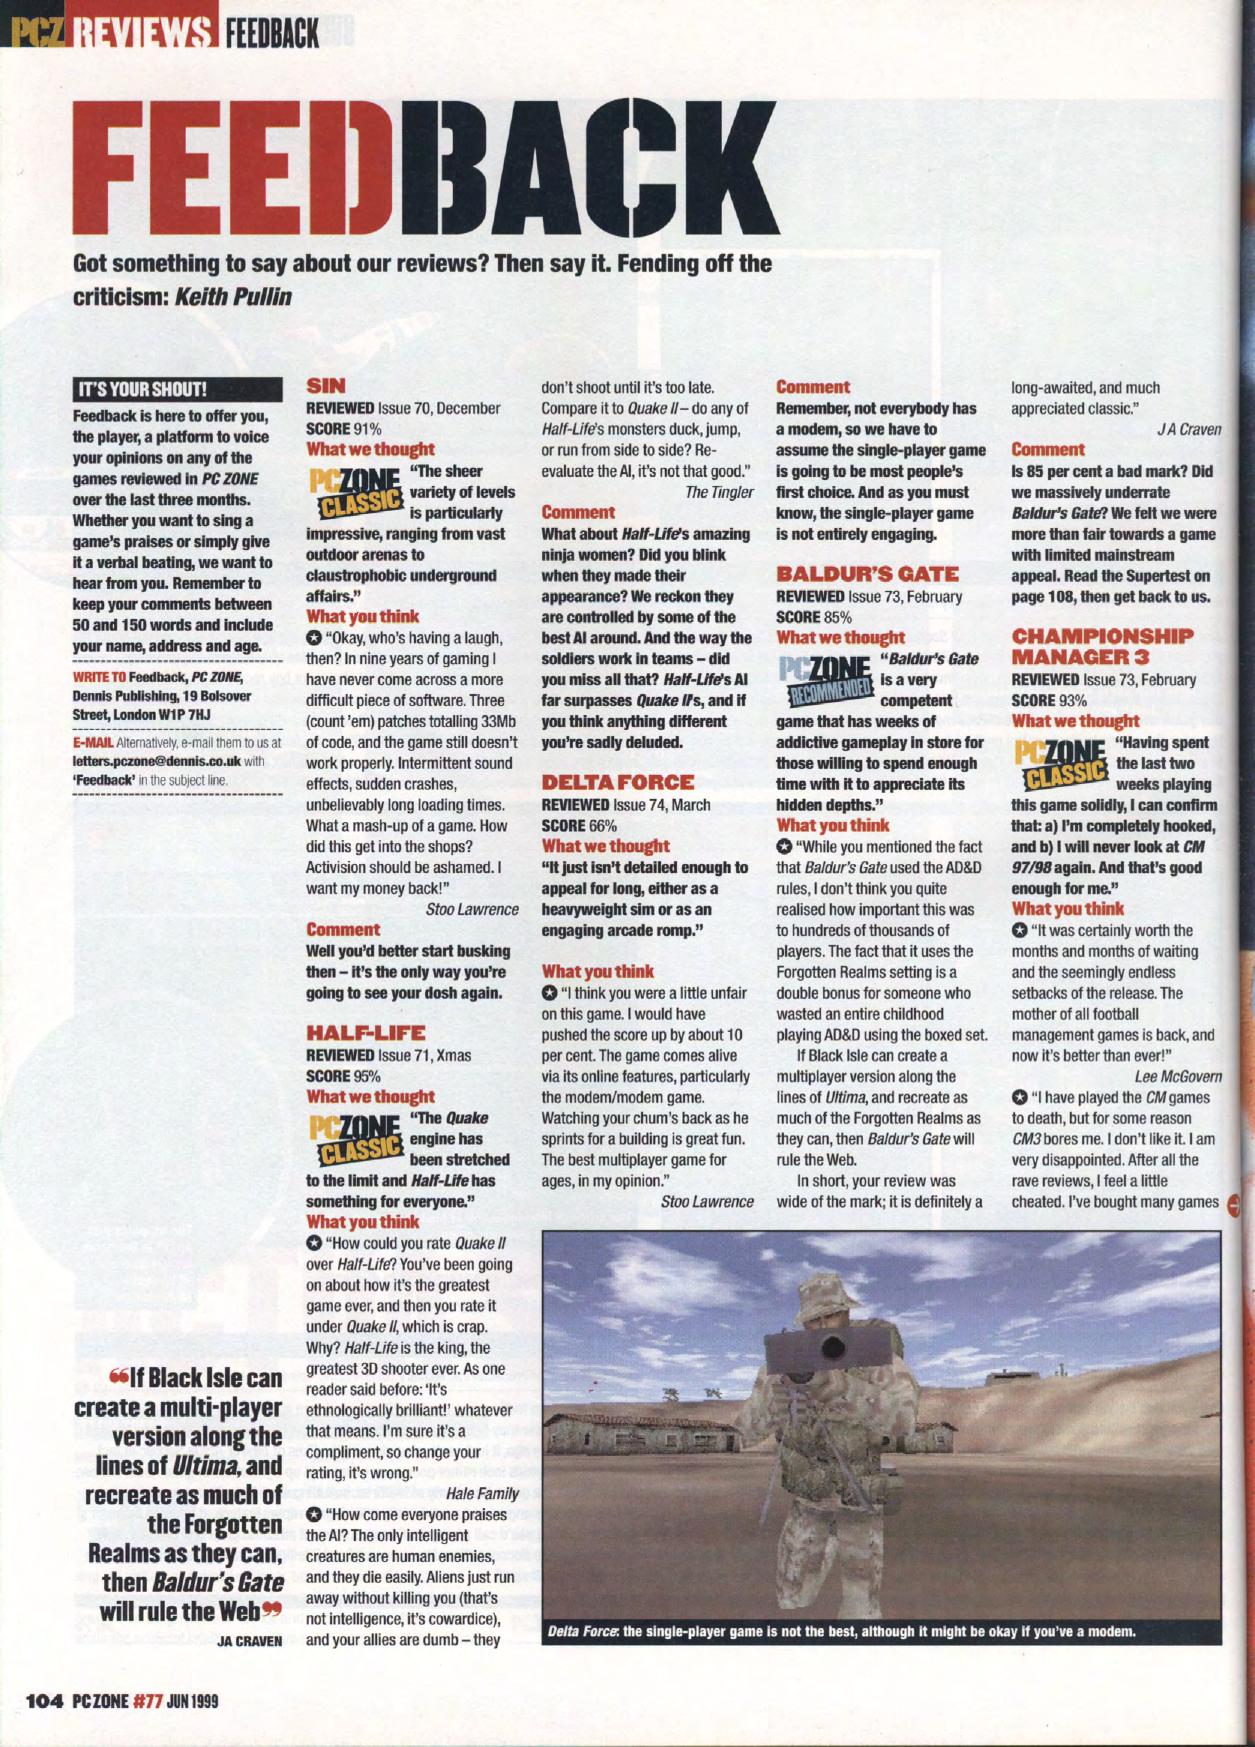 PCZ REVIEWS FEEDBACK
FEEDBACK
Got something to say about our reviews? Then say it. Fending off the
criticism: Keith Pullin
IT'S YOUR SHOUT!
Feedback is here to offer you,
the player, a platform to voice
your opinions on any of the
games reviewed in PC ZONE
over the last three months.
Whether you want to sing a
game's praises or simply give
it a verbal beating, we want to
hear from you. Remember to
keep your comments between
50 and 150 words and include
your name, address and age.
WRITE TO Feedback, PC ZONE,
Dennis Publishing, 19 Bolsover
Street, London W1P 7HJ
E-MAIL Alternatively, e-mail them to us at
letters.pczone@dennis.co.uk with
'Feedback' in the subject line.
“If Black Isle can
create a multi-player
version along the
lines of Ultima, and
recreate as much of
the Forgotten
Realms as they can,
then Baldur's Gate
will rule the Web”
JA CRAVEN
SIN
REVIEWED Issue 70, December
SCORE 91%
What we thought
PCZONE CLASSIC
“The sheer
variety of levels
is particularly
impressive, ranging from vast
outdoor arenas to
claustrophobic underground
affairs.”
What you think
“Okay, who's having a laugh,
then? In nine years of gaming I
have never come across a more
difficult piece of software. Three
(count 'em) patches totalling 33Mb
of code, and the game still doesn't
work properly. Intermittent sound
effects, sudden crashes,
unbelievably long loading times.
What a mash-up of a game. How
did this get into the shops?
Activision should be ashamed. I
want my money back!”
Stoo Lawrence
Comment
Well you'd better start busking
then – it's the only way you're
going to see your dosh again.
HALF-LIFE
REVIEWED Issue 71, Xmas
SCORE 95%
What we thought
PCZONE CLASSIC
“The Quake
engine has
been stretched
to the limit and Half-Life has
something for everyone.”
What you think
“How could you rate Quake II
over Half-Life? You've been going
on about how it's the greatest
game ever, and then you rate it
under Quake II, which is crap.
Why? Half-Life is the king, the
greatest 3D shooter ever. As one
reader said before: 'It's
ethnologically brilliant!' whatever
that means. I'm sure it's a
compliment, so change your
rating, it's wrong.”
Hale Family
“How come everyone praises
the AI? The only intelligent
creatures are human enemies,
and they die easily. Aliens just run
away without killing you (that's
not intelligence, it's cowardice),
and your allies are dumb – they
don't shoot until it's too late.
Compare it to Quake II – do any of
Half-Life's monsters duck, jump,
or run from side to side? Re-
evaluate the AI, it's not that good.”
The Tingler
Comment
What about Half-Life's amazing
ninja women? Did you blink
when they made their
appearance? We reckon they
are controlled by some of the
best AI around. And the way the
soldiers work in teams – did
you miss all that? Half-Life's AI
far surpasses Quake II's, and if
you think anything different
you're sadly deluded.
DELTA FORCE
REVIEWED Issue 74, March
SCORE 66%
What we thought
“It just isn't detailed enough to
appeal for long, either as a
heavyweight sim or as an
engaging arcade romp.”
What you think
“I think you were a little unfair
on this game. I would have
pushed the score up by about 10
per cent. The game comes alive
via its online features, particularly
the modem/modem game.
Watching your chum's back as he
sprints for a building is great fun.
The best multiplayer game for
ages, in my opinion.”
Stoo Lawrence
Comment
Remember, not everybody has
a modem, so we have to
assume the single-player game
is going to be most people's
first choice. And as you must
know, the single-player game
is not entirely engaging.
BALDUR'S GATE
REVIEWED Issue 73, February
SCORE 85%
What we thought
PCZONE RECOMMENDED
“Baldur's Gate
is a very
competent
game that has weeks of
addictive gameplay in store for
those willing to spend enough
time with it to appreciate its
hidden depths.”
What you think
“While you mentioned the fact
that Baldur's Gate used the AD&D
rules, I don't think you quite
realised how important this was
to hundreds of thousands of
players. The fact that it uses the
Forgotten Realms setting is a
double bonus for someone who
wasted an entire childhood
playing AD&D using the boxed set.
If Black Isle can create a
multiplayer version along the
lines of Ultima, and recreate as
much of the Forgotten Realms as
they can, then Baldur's Gate will
rule the Web.
In short, your review was
wide of the mark; it is definitely a
long-awaited, and much
appreciated classic.”
J A Craven
Comment
Is 85 per cent a bad mark? Did
we massively underrate
Baldur's Gate? We felt we were
more than fair towards a game
with limited mainstream
appeal. Read the Supertest on
page 108, then get back to us.
CHAMPIONSHIP
MANAGER 3
REVIEWED Issue 73, February
SCORE 93%
What we thought
PCZONE CLASSIC
“Having spent
the last two
weeks playing
this game solidly, I can confirm
that: a) I'm completely hooked,
and b) I will never look at CM
97/98 again. And that's good
enough for me.”
What you think
“It was certainly worth the
months and months of waiting
and the seemingly endless
setbacks of the release. The
mother of all football
management games is back, and
now it's better than ever!”
Lee McGovern
“I have played the CM games
to death, but for some reason
CM3 bores me. I don't like it. I am
very disappointed. After all the
rave reviews, I feel a little
cheated. I've bought many games
Delta Force: the single-player game is not the best, although it might be okay if you've a modem.
104 PCZONE #77 JUN 1999